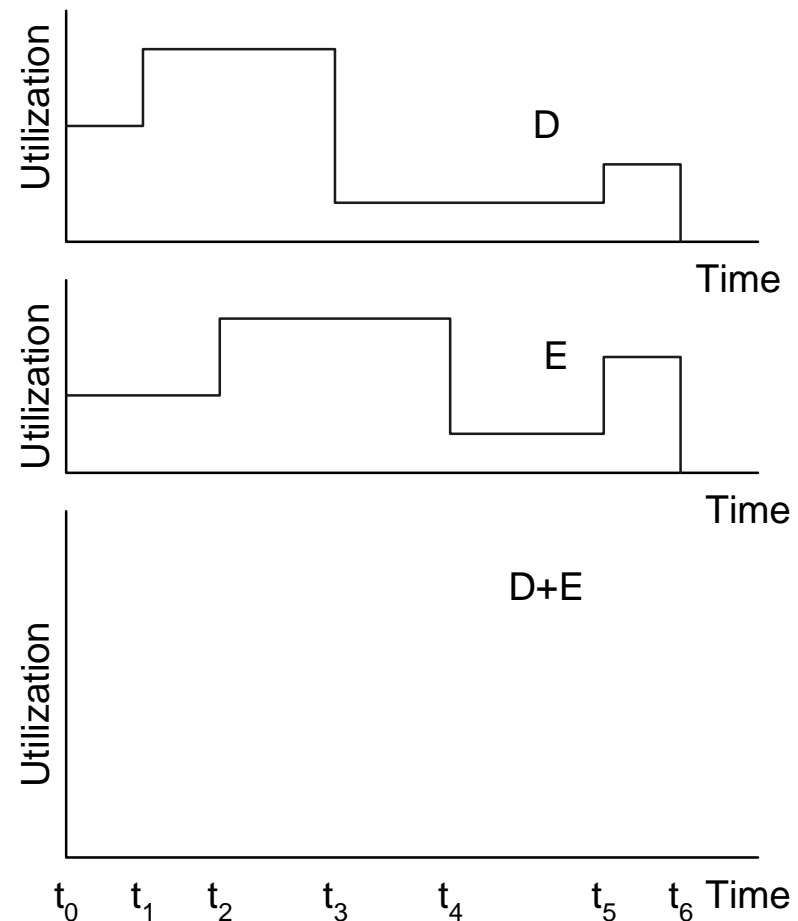 Utilization
D
Time
Utilization
E
Time
Utilization
D+E
t₀ t₁ t₂ t₃ t₄ t₅ t₆ Time